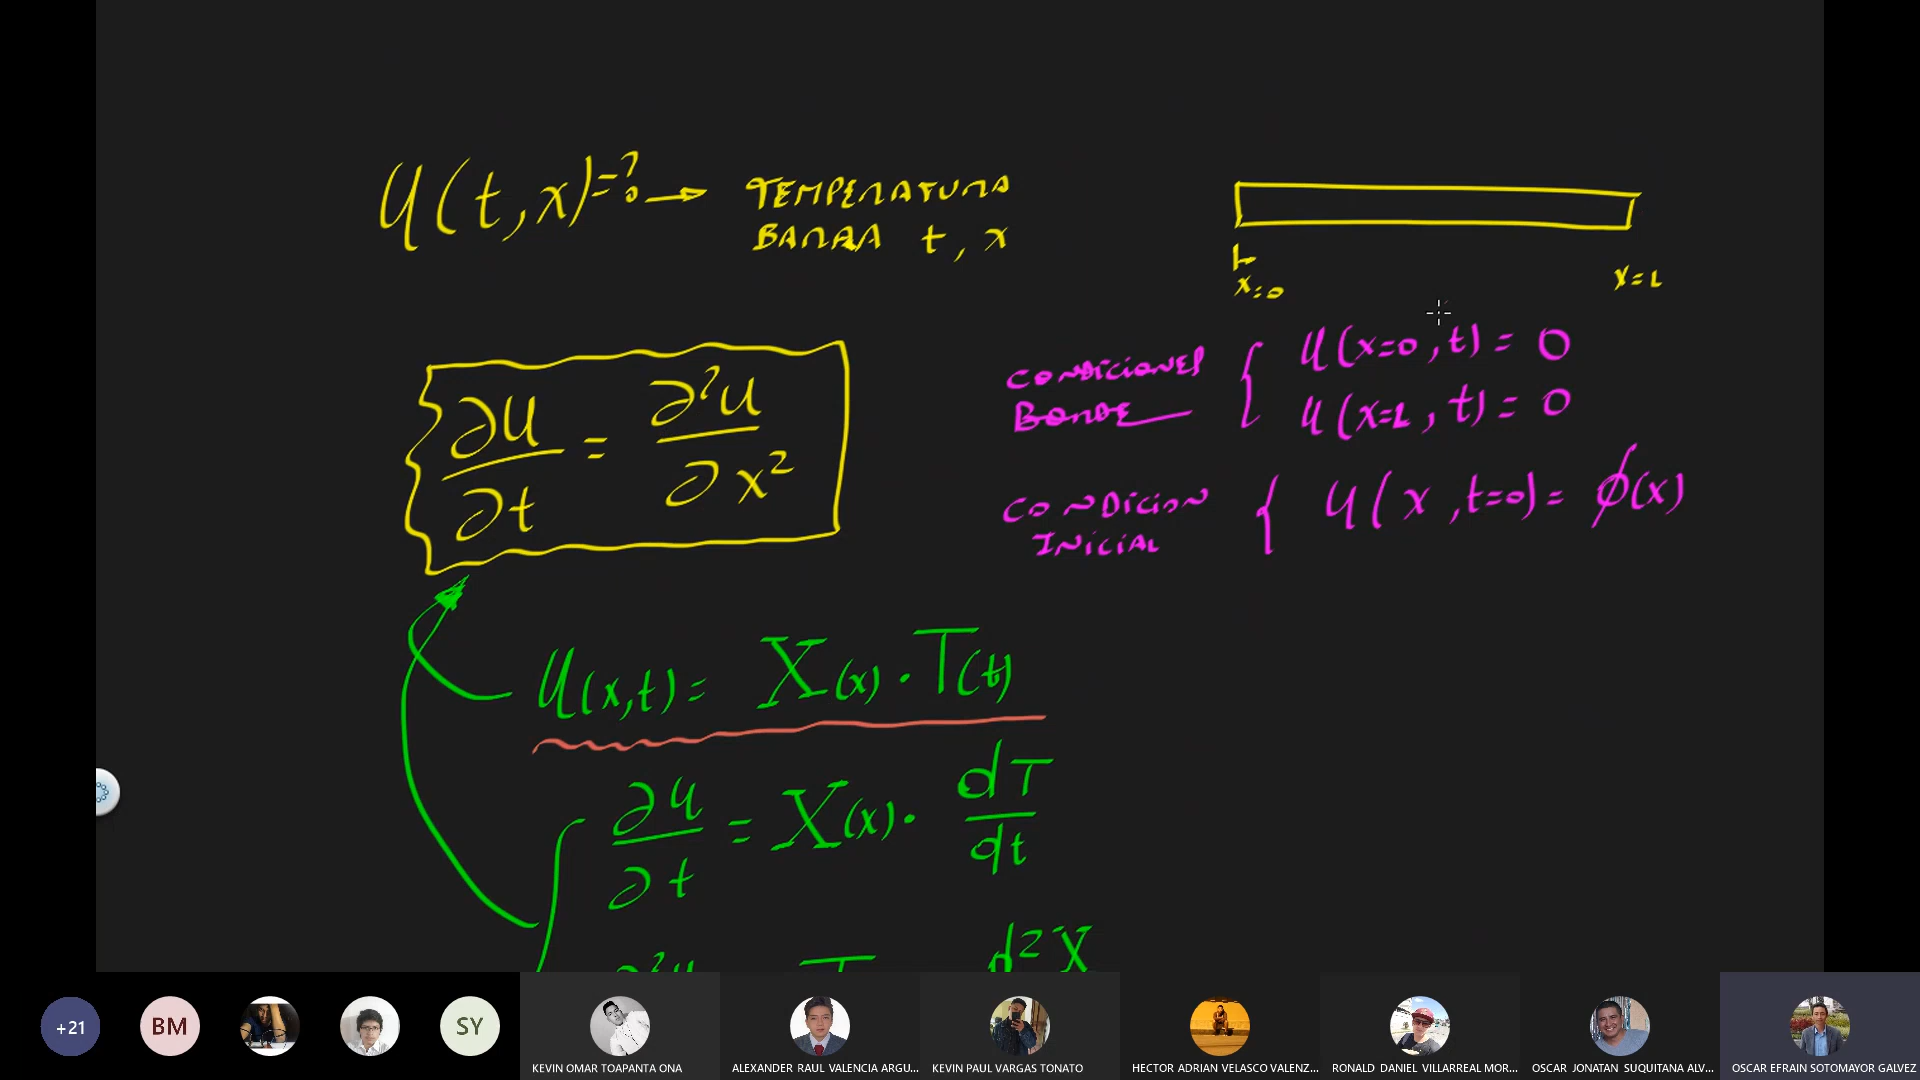 U(t,x)=? → TEMPERATURA
BARRA t, x
x=0
x=L
CONDICIONES
BORDE
{ U(x=0,t)=0
U(x=L,t)=0
∂U/∂t = ∂²U/∂x²
CONDICION
INICIAL
{ U(x,t=0)=ϕ(x)
U(x,t)= X(x)·T(t)
∂U/∂t = X(x)· dT/dt
∂²U
T
d²X
+21
BM
SY
KEVIN OMAR TOAPANTA ONA
ALEXANDER RAUL VALENCIA ARGU...
KEVIN PAUL VARGAS TONATO
HECTOR ADRIAN VELASCO VALENZ...
RONALD DANIEL VILLARREAL MOR...
OSCAR JONATAN SUQUITANA ALV...
OSCAR EFRAIN SOTOMAYOR GALVEZ